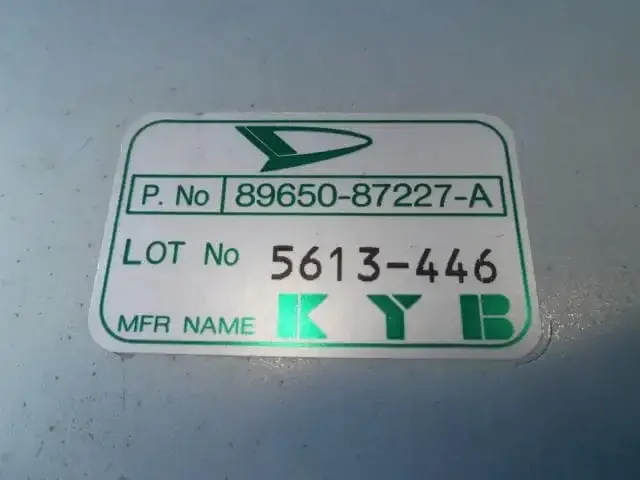 P. No 89650-87227-A
LOT No 5613-446
MFR NAME KYB